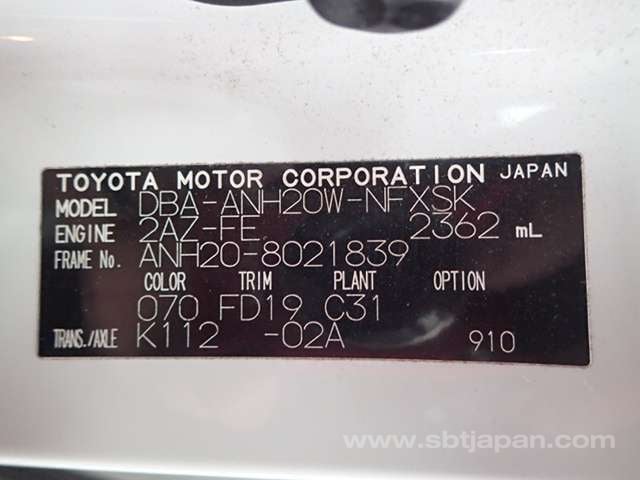 TOYOTA MOTOR CORPORATION JAPAN
MODEL DBA-ANH20W-NFXSK
ENGINE 2AZ-FE 2362 mL
FRAME No. ANH20-8021839
COLOR TRIM PLANT OPTION
070 FD19 C31
TRANS./AXLE K112 -02A 910
www.sbtjapan.com